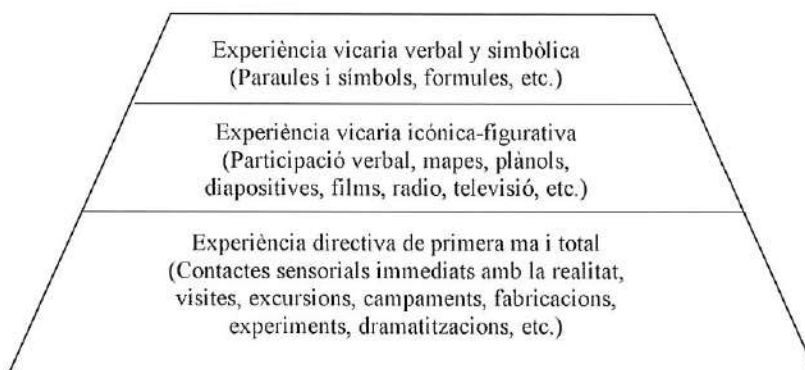 Experiència vicaria verbal y simbòlica
(Paraules i símbols, formules, etc.)
Experiència vicaria icónica-figurativa
(Participació verbal, mapes, plànols,
diapositives, films, radio, televisió, etc.)
Experiència directiva de primera ma i total
(Contactes sensorials immediats amb la realitat,
visites, excursions, campaments, fabricacions,
experiments, dramatitzacions, etc.)